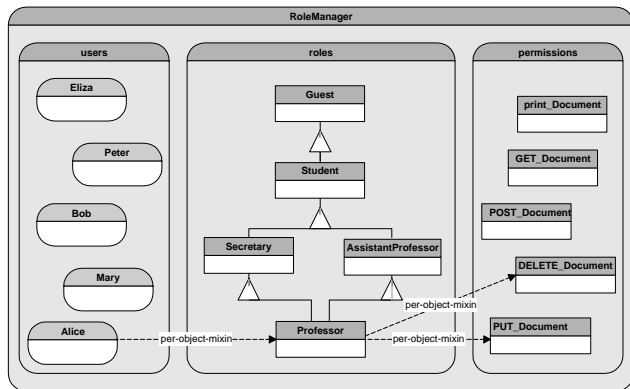 RoleManager
users
roles
permissions
Eliza
Guest
print_Document
Peter
GET_Document
Student
Bob
POST_Document
Secretary
AssistantProfessor
DELETE_Document
Mary
per-object-mixin
Alice
per-object-mixin
Professor
per-object-mixin
PUT_Document